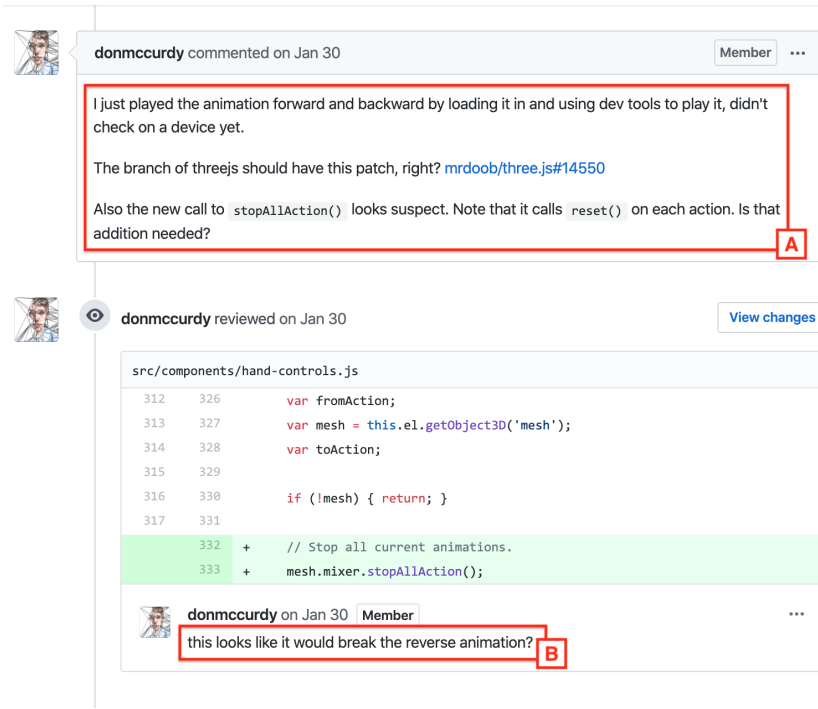 donmccurdy commented on Jan 30 Member ...
I just played the animation forward and backward by loading it in and using dev tools to play it, didn't
check on a device yet.
The branch of threejs should have this patch, right? mrdoob/three.js#14550
Also the new call to stopAllAction() looks suspect. Note that it calls reset() on each action. Is that
addition needed?
A
donmccurdy reviewed on Jan 30 View changes
src/components/hand-controls.js
312 326 var fromAction;
313 327 var mesh = this.el.getObject3D('mesh');
314 328 var toAction;
315 329
316 330 if (!mesh) { return; }
317 331
332 + // Stop all current animations.
333 + mesh.mixer.stopAllAction();
donmccurdy on Jan 30 Member ...
this looks like it would break the reverse animation?
B